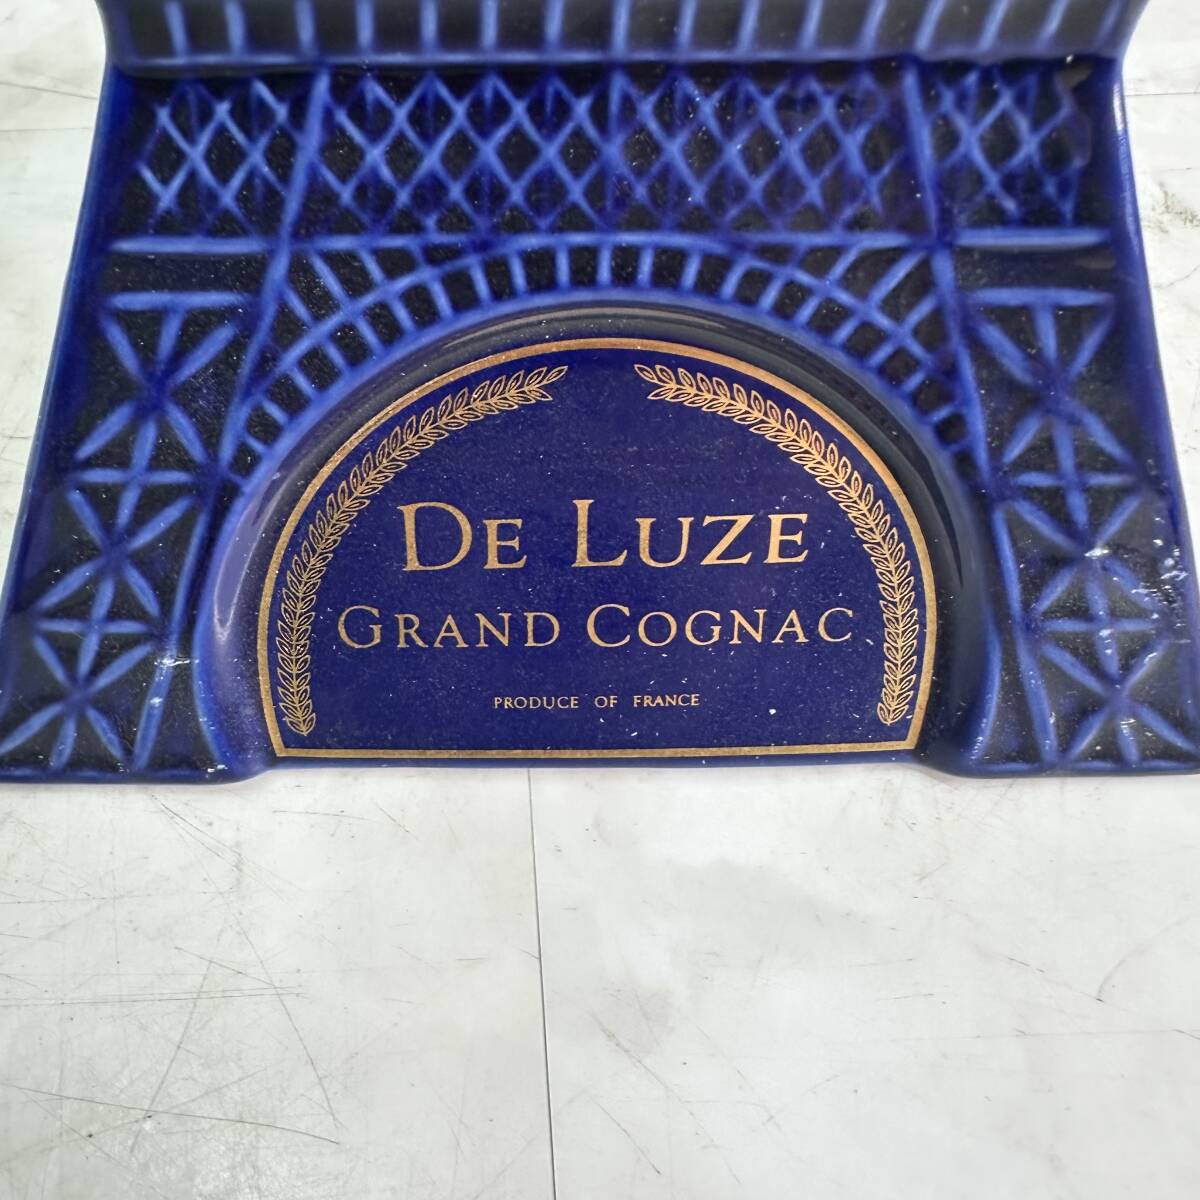 DE LUZE
GRAND COGNAC
PRODUCE OF FRANCE